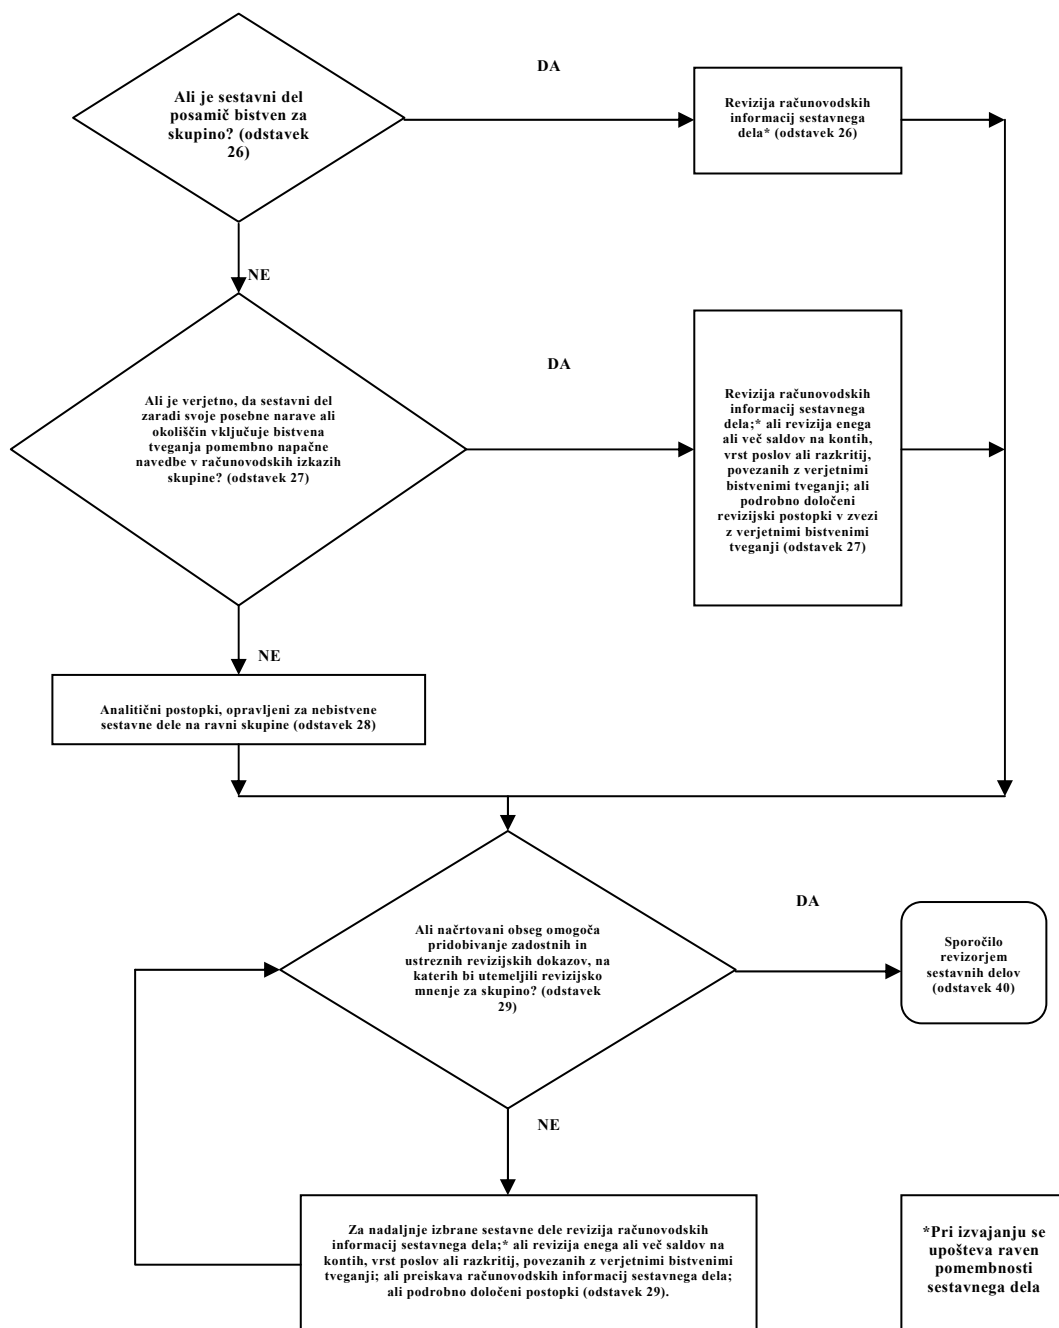 DA
Ali je sestavni del
posamič bistven za
skupino? (odstavek
26)
Revizija računovodskih
informacij sestavnega
dela* (odstavek 26)
NE
DA
Ali je verjetno, da sestavni del
zaradi svoje posebne narave ali
okoliščin vključuje bistvena
tveganja pomembno napačne
navedbe v računovodskih izkazih
skupine? (odstavek 27)
Revizija računovodskih
informacij sestavnega
dela;* ali revizija enega
ali več saldov na kontih,
vrst poslov ali razkritij,
povezanih z verjetnimi
bistvenimi tveganji; ali
podrobno določeni
revizijski postopki v zvezi
z verjetnimi bistvenimi
tveganji (odstavek 27)
NE
Analitični postopki, opravljeni za nebistvene
sestavne dele na ravni skupine (odstavek 28)
DA
Ali načrtovani obseg omogoča
pridobivanje zadostnih in
ustreznih revizijskih dokazov, na
katerih bi utemeljili revizijsko
mnenje za skupino? (odstavek
29)
Sporočilo
revizorjem
sestavnih delov
(odstavek 40)
NE
Za nadaljnje izbrane sestavne dele revizija računovodskih
informacij sestavnega dela;* ali revizija enega ali več saldov na
kontih, vrst poslov ali razkritij, povezanih z verjetnimi bistvenimi
tveganji; ali preiskava računovodskih informacij sestavnega dela;
ali podrobno določeni postopki (odstavek 29).
*Pri izvajanju se
upošteva raven
pomembnosti
sestavnega dela